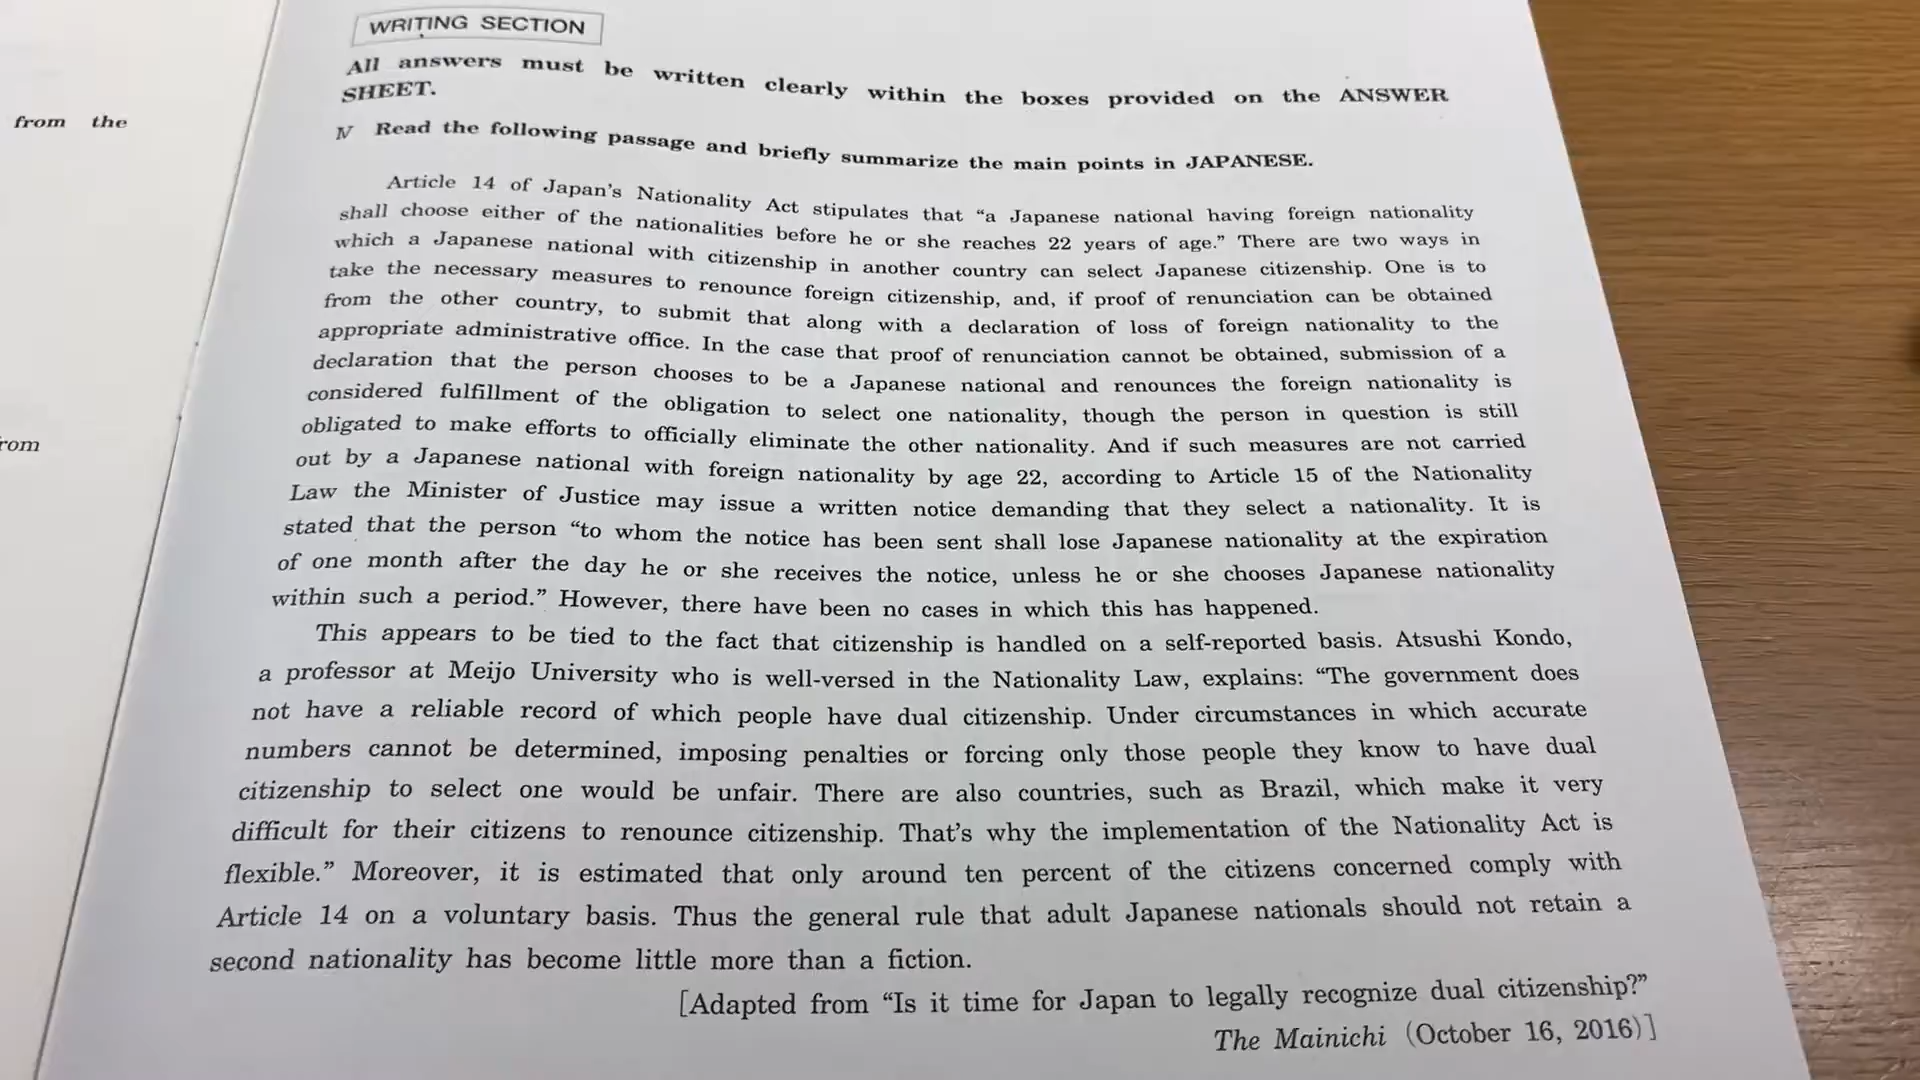 WRITING SECTION
All answers must be written clearly within the boxes provided on the ANSWER
SHEET.
from the
Ⅳ Read the following passage and briefly summarize the main points in JAPANESE.
Article 14 of Japan's Nationality Act stipulates that “a Japanese national having foreign nationality
shall choose either of the nationalities before he or she reaches 22 years of age.” There are two ways in
which a Japanese national with citizenship in another country can select Japanese citizenship. One is to
take the necessary measures to renounce foreign citizenship, and, if proof of renunciation can be obtained
from the other country, to submit that along with a declaration of loss of foreign nationality to the
appropriate administrative office. In the case that proof of renunciation cannot be obtained, submission of a
declaration that the person chooses to be a Japanese national and renounces the foreign nationality is
considered fulfillment of the obligation to select one nationality, though the person in question is still
obligated to make efforts to officially eliminate the other nationality. And if such measures are not carried
out by a Japanese national with foreign nationality by age 22, according to Article 15 of the Nationality
Law the Minister of Justice may issue a written notice demanding that they select a nationality. It is
stated that the person “to whom the notice has been sent shall lose Japanese nationality at the expiration
of one month after the day he or she receives the notice, unless he or she chooses Japanese nationality
within such a period.” However, there have been no cases in which this has happened.
This appears to be tied to the fact that citizenship is handled on a self-reported basis. Atsushi Kondo,
a professor at Meijo University who is well-versed in the Nationality Law, explains: “The government does
not have a reliable record of which people have dual citizenship. Under circumstances in which accurate
numbers cannot be determined, imposing penalties or forcing only those people they know to have dual
citizenship to select one would be unfair. There are also countries, such as Brazil, which make it very
difficult for their citizens to renounce citizenship. That's why the implementation of the Nationality Act is
flexible.” Moreover, it is estimated that only around ten percent of the citizens concerned comply with
Article 14 on a voluntary basis. Thus the general rule that adult Japanese nationals should not retain a
second nationality has become little more than a fiction.
[Adapted from “Is it time for Japan to legally recognize dual citizenship?”
The Mainichi (October 16, 2016)]